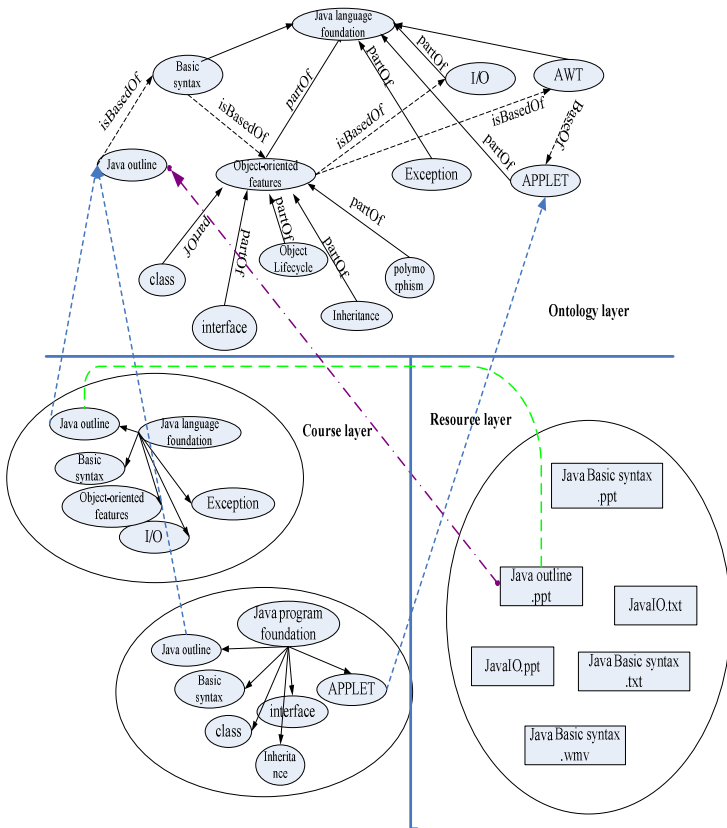 Java language
foundation
Basic
syntax
I/O
AWT
partOf
partOf
partOf
isBasedOf
isBasedOf
isBasedOf
isBasedOf
BaseOf
partOf
Java outline
Object-oriented
features
Exception
APPLET
partOf
partOf
partOf
partOf
partOf
class
Object
Lifecycle
polymo
rphism
interface
Inheritance
Ontology layer
Course layer
Resource layer
Java outline
Java language
foundation
Basic
syntax
Object-oriented
features
Exception
I/O
Java Basic syntax
.ppt
Java outline
.ppt
JavaIO.txt
JavaIO.ppt
Java Basic syntax
.txt
Java Basic syntax
.wmv
Java program
foundation
Java outline
Basic
syntax
APPLET
interface
class
Inherita
nce